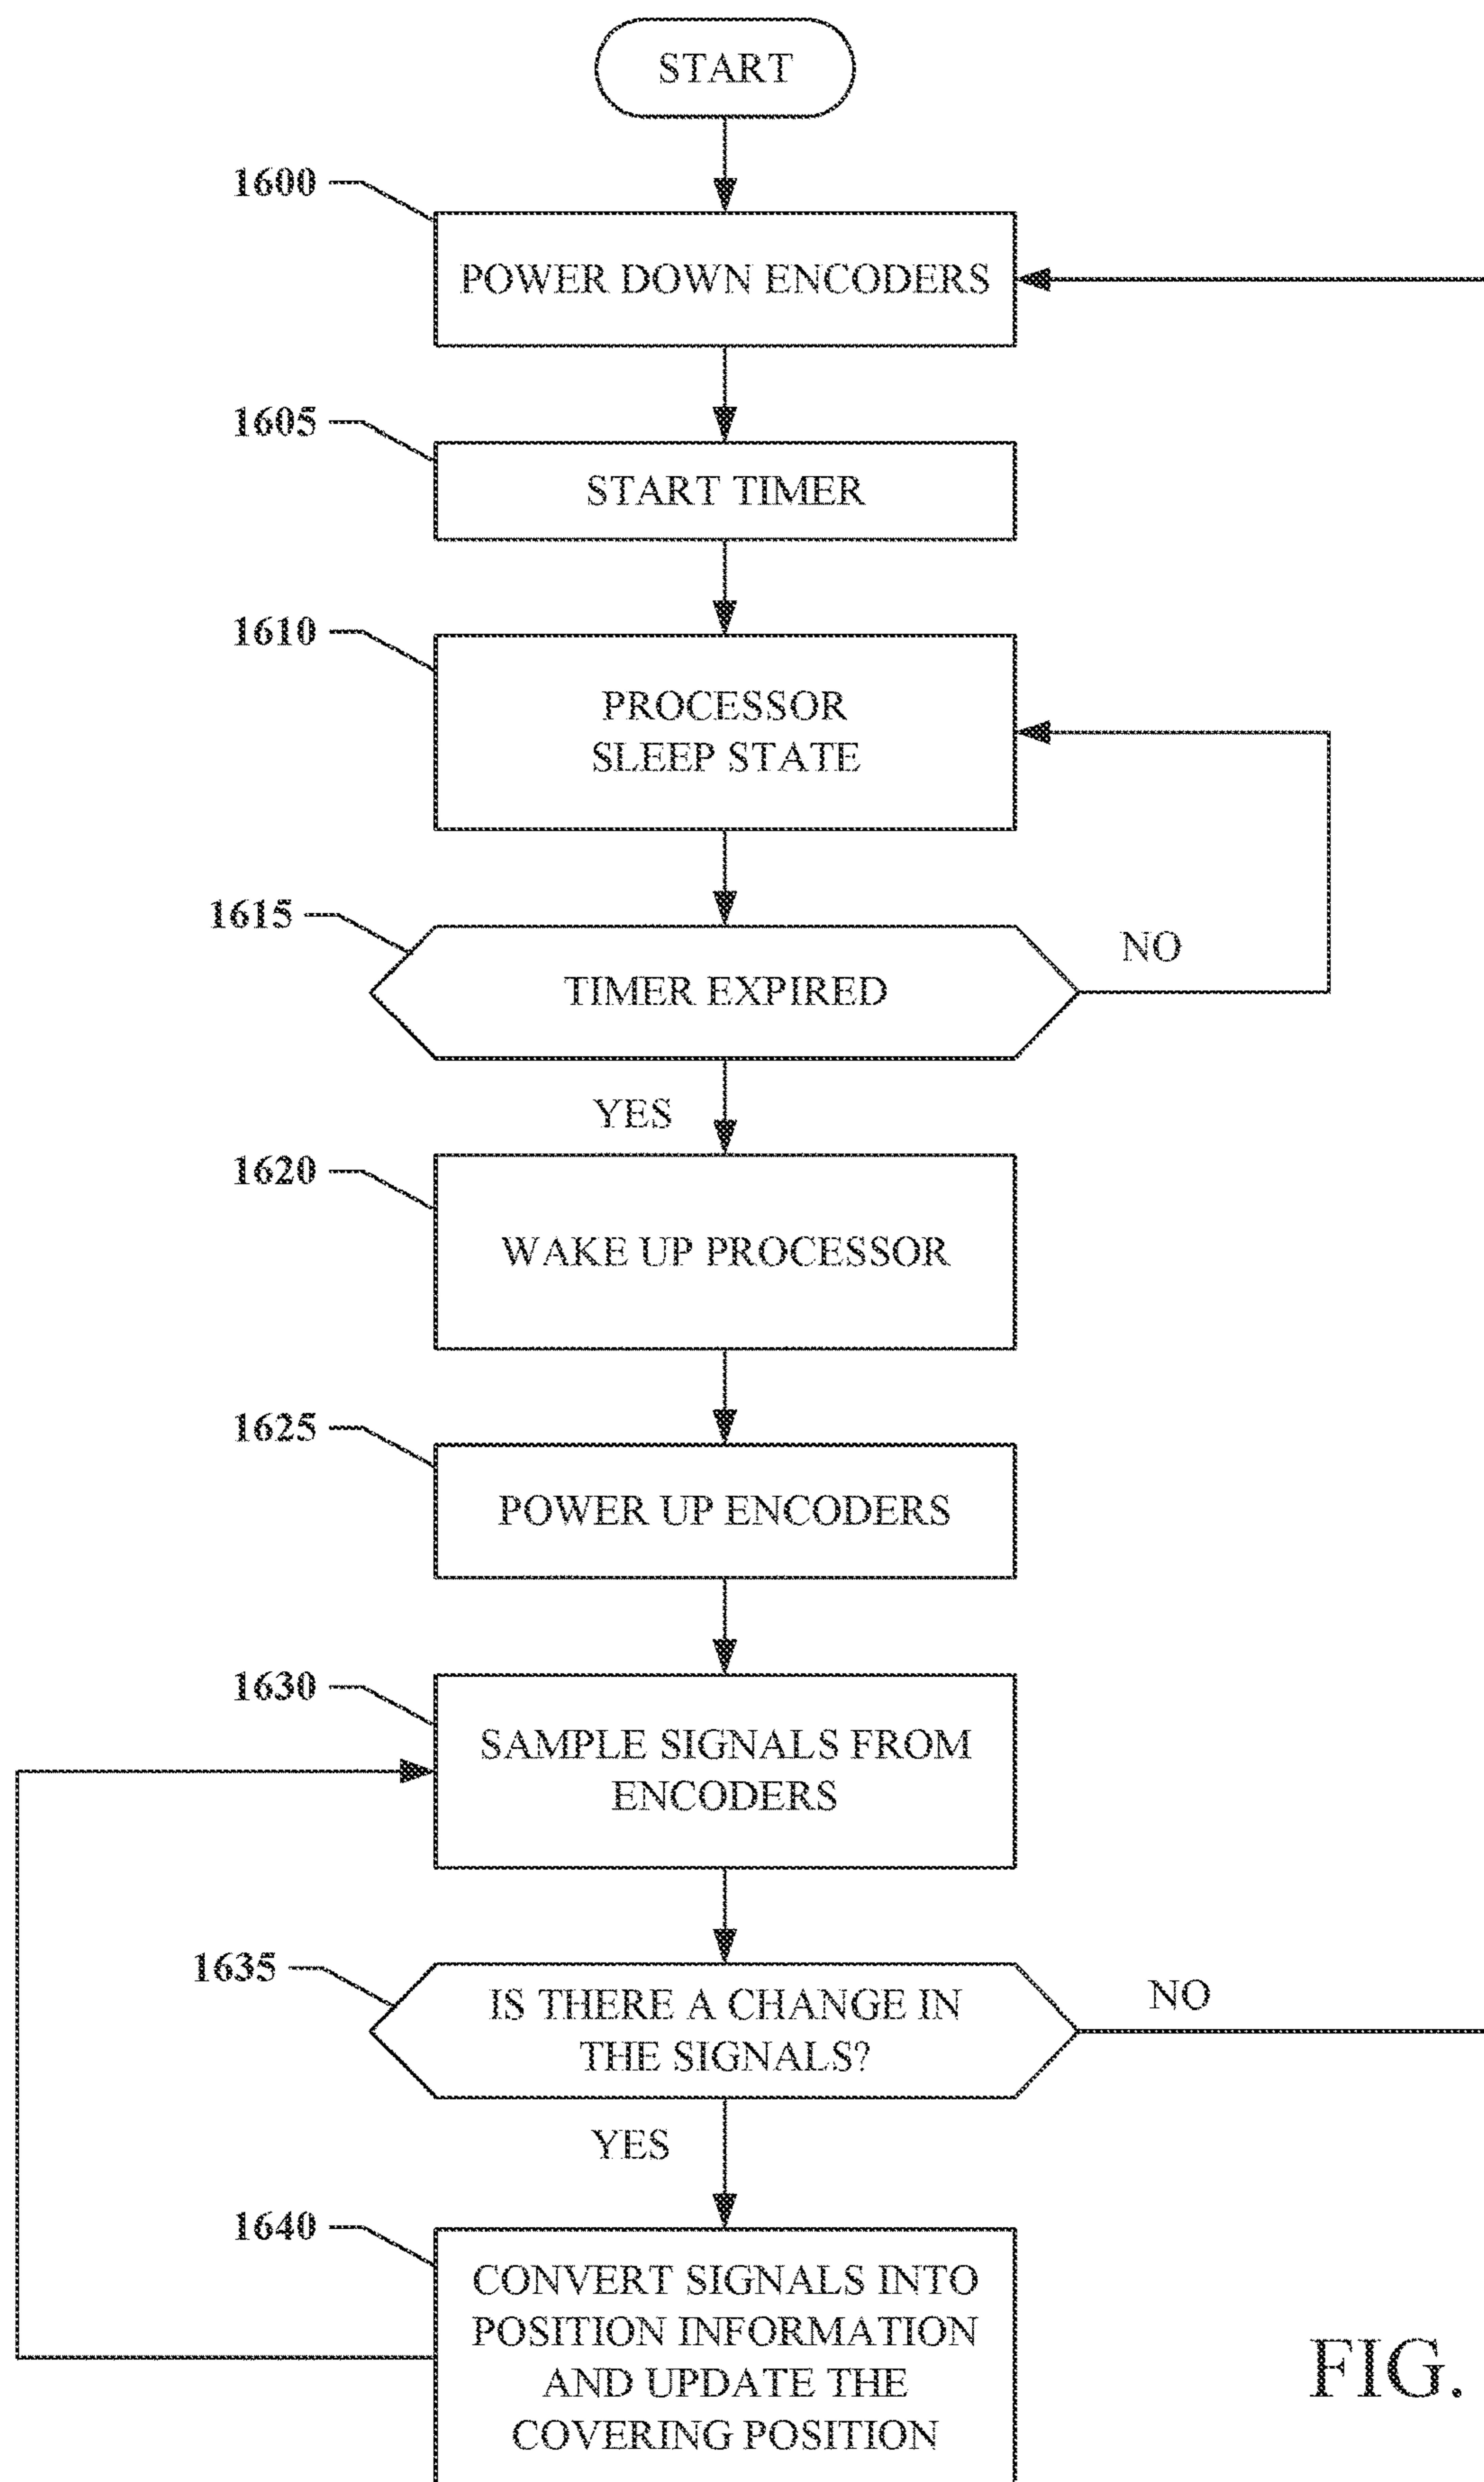 START
1600
POWER DOWN ENCODERS
1605
START TIMER
1610
PROCESSOR
SLEEP STATE
1615
TIMER EXPIRED
NO
YES
1620
WAKE UP PROCESSOR
1625
POWER UP ENCODERS
1630
SAMPLE SIGNALS FROM
ENCODERS
1635
IS THERE A CHANGE IN
THE SIGNALS?
NO
YES
1640
CONVERT SIGNALS INTO
POSITION INFORMATION
AND UPDATE THE
COVERING POSITION
FIG.